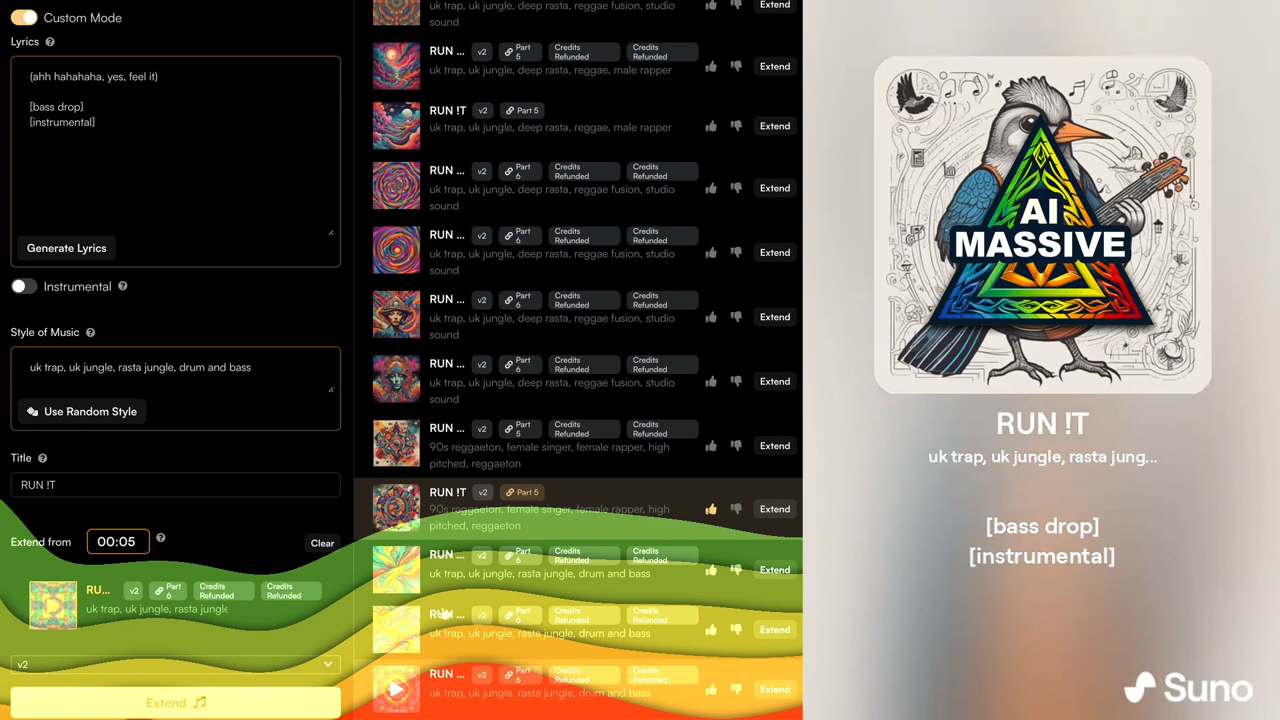 Custom Mode
Lyrics
(ahh hahahaha, yes, feel it)
[bass drop]
[instrumental]
Generate Lyrics
Instrumental
Style of Music
uk trap, uk jungle, rasta jungle, drum and bass
Use Random Style
Title
RUN !T
Extend from
00:05
Clear
RU...
v2
Part 6
Credits Refunded
Credits Refunded
uk trap, uk jungle, rasta jungle
v2
Extend
uk trap, uk jungle, deep rasta, reggae fusion, studio
sound
Extend
RUN ... v2 Part 5 Credits Refunded Credits Refunded
uk trap, uk jungle, deep rasta, reggae, male rapper
Extend
RUN !T v2 Part 5
uk trap, uk jungle, deep rasta, reggae, male rapper
Extend
RUN ... v2 Part 6 Credits Refunded Credits Refunded
uk trap, uk jungle, deep rasta, reggae fusion, studio
sound
Extend
RUN ... v2 Part 6 Credits Refunded Credits Refunded
uk trap, uk jungle, deep rasta, reggae fusion, studio
sound
Extend
RUN ... v2 Part 6 Credits Refunded Credits Refunded
uk trap, uk jungle, deep rasta, reggae fusion, studio
sound
Extend
RUN ... v2 Part 6 Credits Refunded Credits Refunded
uk trap, uk jungle, deep rasta, reggae fusion, studio
sound
Extend
RUN ... v2 Part 5 Credits Refunded Credits Refunded
90s reggaeton, female singer, female rapper, high
pitched, reggaeton
Extend
RUN !T v2 Part 5
90s reggaeton, female singer, female rapper, high
pitched, reggaeton
Extend
RUN ... v2 Part 6 Credits Refunded Credits Refunded
uk trap, uk jungle, rasta jungle, drum and bass
Extend
RUN ... v2 Part 6 Credits Refunded Credits Refunded
uk trap, uk jungle, rasta jungle, drum and bass
Extend
RUN ... v2 Part 6 Credits Refunded Credits Refunded
uk trap, uk jungle, rasta jungle, drum and bass
Extend
AI
MASSIVE
RUN !T
uk trap, uk jungle, rasta jung...
[bass drop]
[instrumental]
Suno